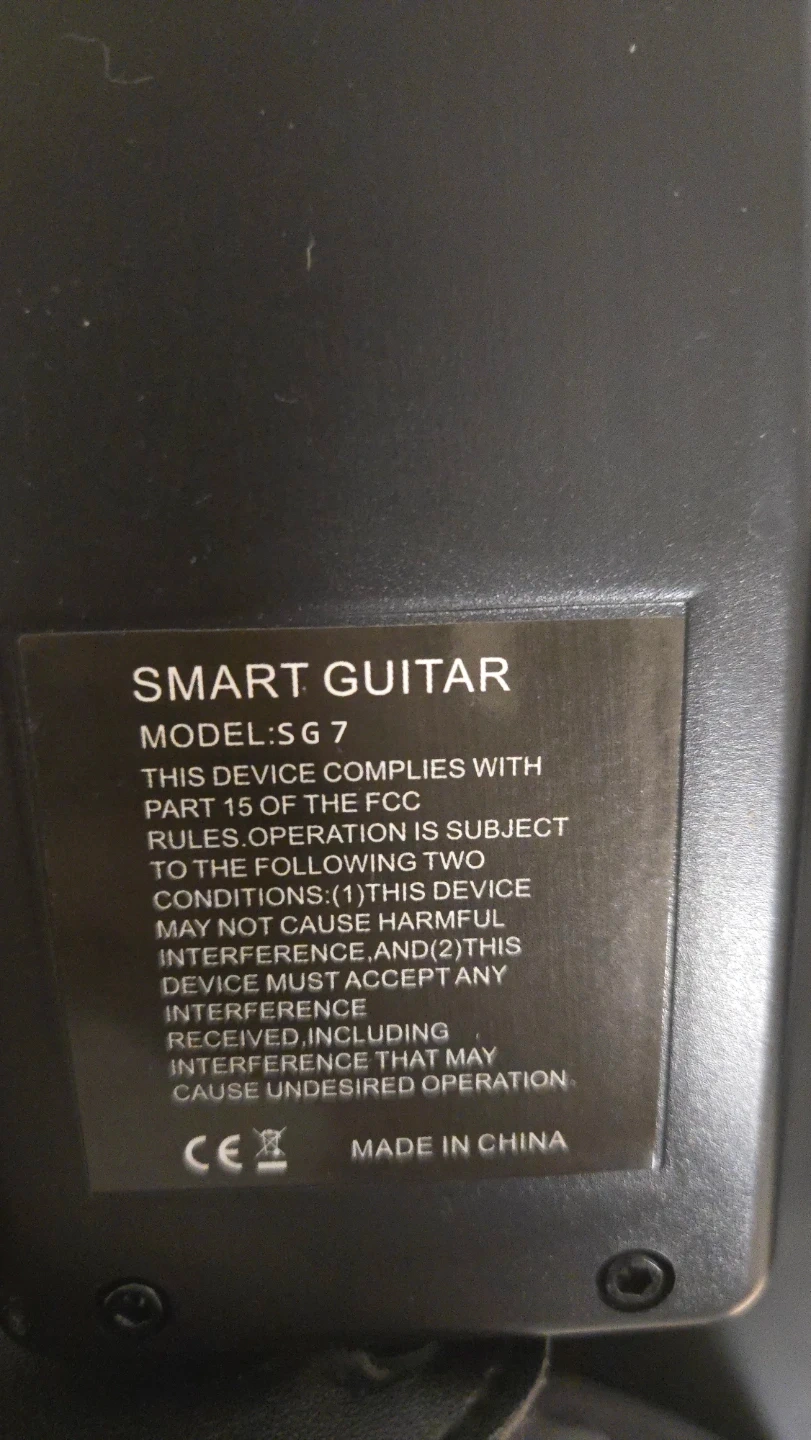 SMART GUITAR
MODEL:SG7
THIS DEVICE COMPLIES WITH
PART 15 OF THE FCC
RULES.OPERATION IS SUBJECT
TO THE FOLLOWING TWO
CONDITIONS:(1)THIS DEVICE
MAY NOT CAUSE HARMFUL
INTERFERENCE,AND(2)THIS
DEVICE MUST ACCEPT ANY
INTERFERENCE
RECEIVED,INCLUDING
INTERFERENCE THAT MAY
CAUSE UNDESIRED OPERATION.
CE MADE IN CHINA